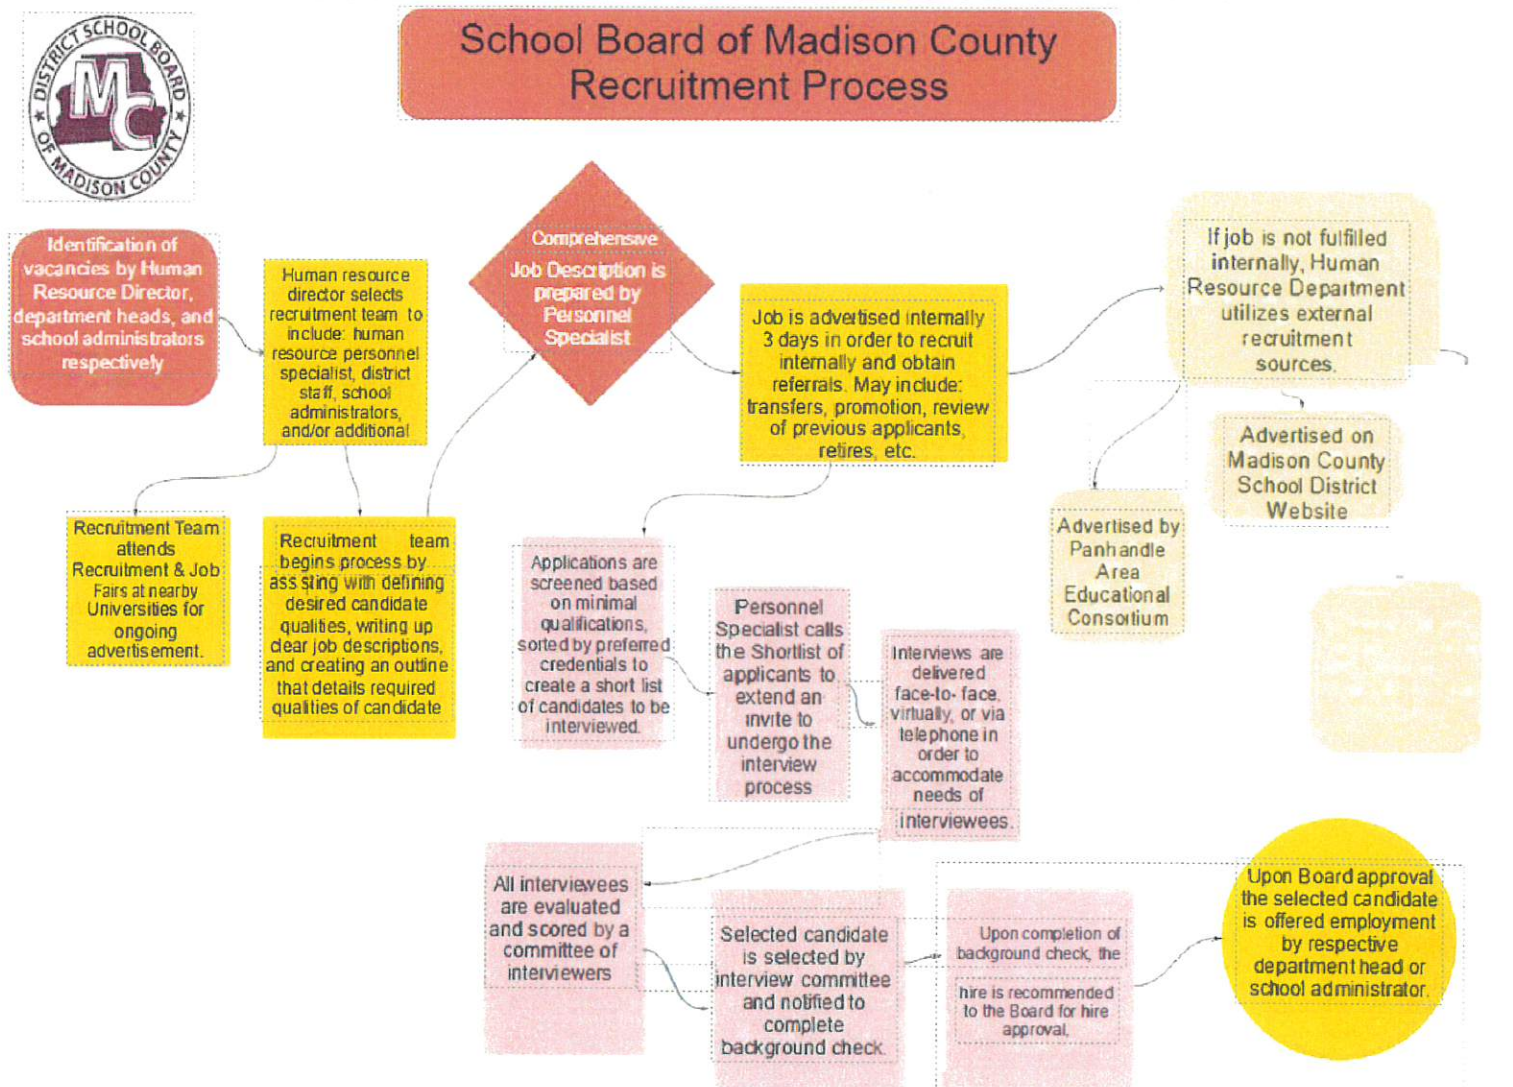 DISTRICT SCHOOL BOARD
OF MADISON COUNTY
MC
School Board of Madison County
Recruitment Process
Identification of
vacancies by Human
Resource Director,
department heads, and
school administrators
respectively
Human resource
director selects
recruitment team to
include: human
resource personnel
specialist, district
staff, school
administrators,
and/or additional
Recruitment Team
attends
Recruitment & Job
Fairs at nearby
Universities for
ongoing
advertisement.
Recruitment team
begins process by
assisting with defining
desired candidate
qualities, writing up
clear job descriptions,
and creating an outline
that details required
qualities of candidate
Comprehensive
Job Description is
prepared by
Personnel
Specialist
Job is advertised internally
3 days in order to recruit
internally and obtain
referrals. May include:
transfers, promotion, review
of previous applicants,
retires, etc.
If job is not fulfilled
internally, Human
Resource Department
utilizes external
recruitment
sources.
Advertised on
Madison County
School District
Website
Advertised by
Panhandle
Area
Educational
Consortium
Applications are
screened based
on minimal
qualifications,
sorted by preferred
credentials to
create a short list
of candidates to be
interviewed.
Personnel
Specialist calls
the Shortlist of
applicants to
extend an
invite to
undergo the
interview
process
Interviews are
delivered
face-to- face,
virtually, or via
telephone in
order to
accommodate
needs of
interviewees.
All interviewees
are evaluated
and scored by a
committee of
interviewers
Selected candidate
is selected by
interview committee
and notified to
complete
background check.
Upon completion of
background check, the
hire is recommended
to the Board for hire
approval,
Upon Board approval
the selected candidate
is offered employment
by respective
department head or
school administrator.